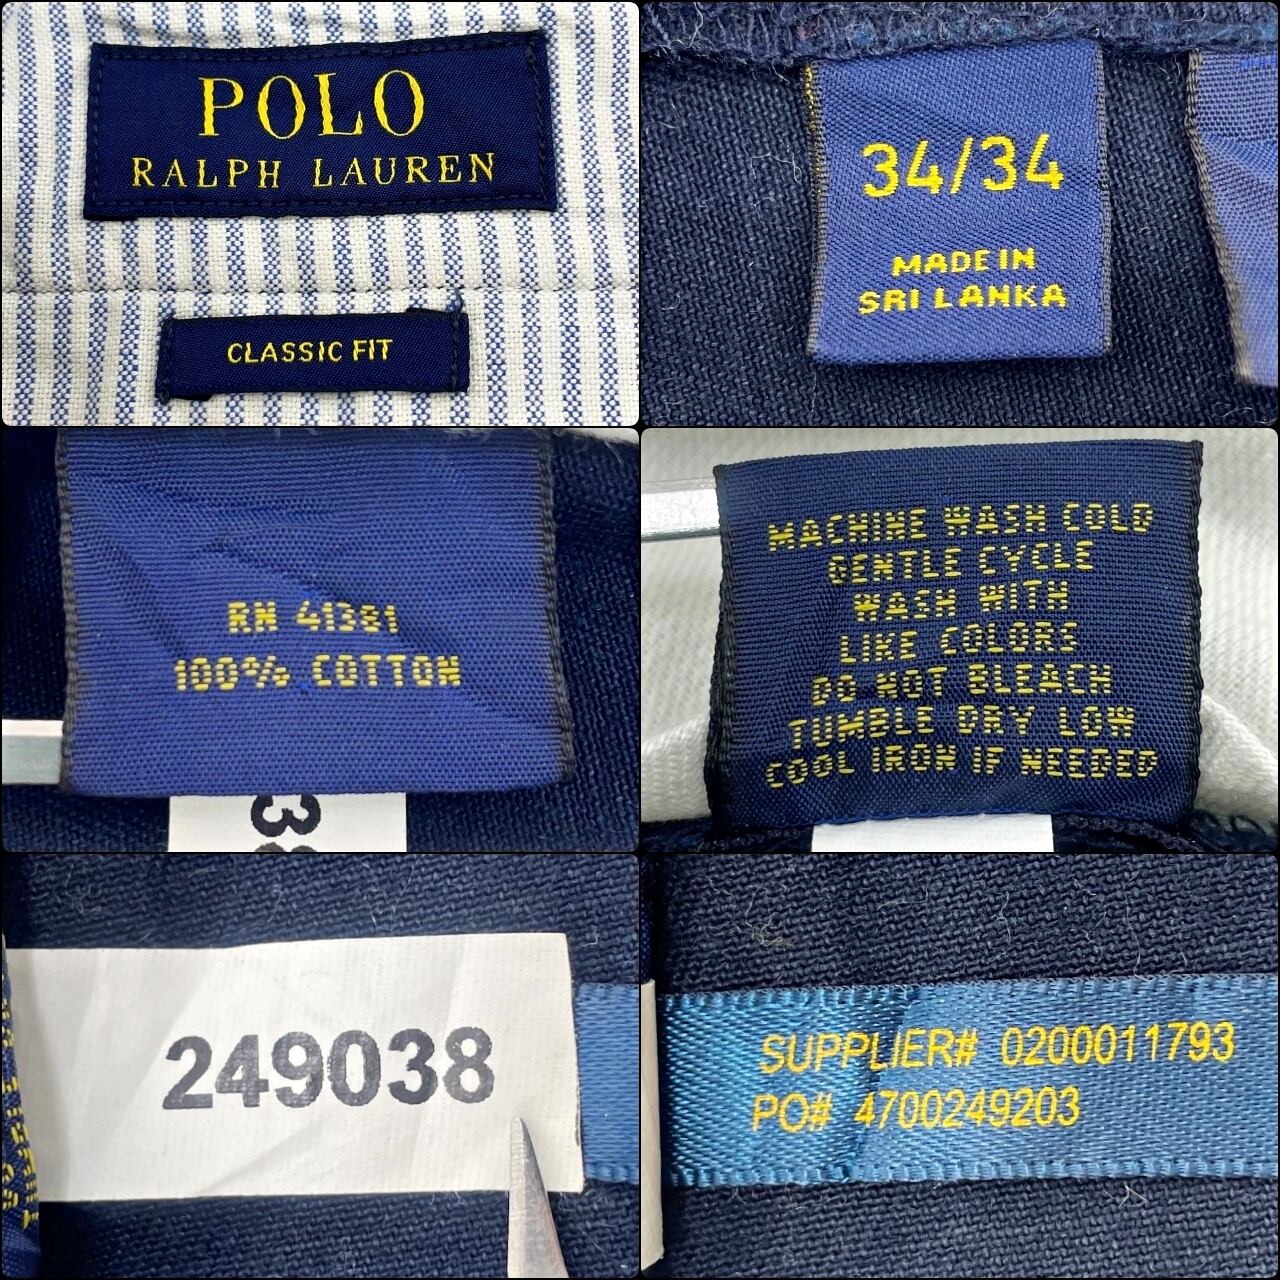 POLO
RALPH LAUREN
CLASSIC FIT
34/34
MADE IN
SRI LANKA
RN 41381
100% COTTON
MACHINE WASH COLD
GENTLE CYCLE
WASH WITH
LIKE COLORS
DO NOT BLEACH
TUMBLE DRY LOW
COOL IRON IF NEEDED
249038
SUPPLIER# 0200011793
PO# 4700249203